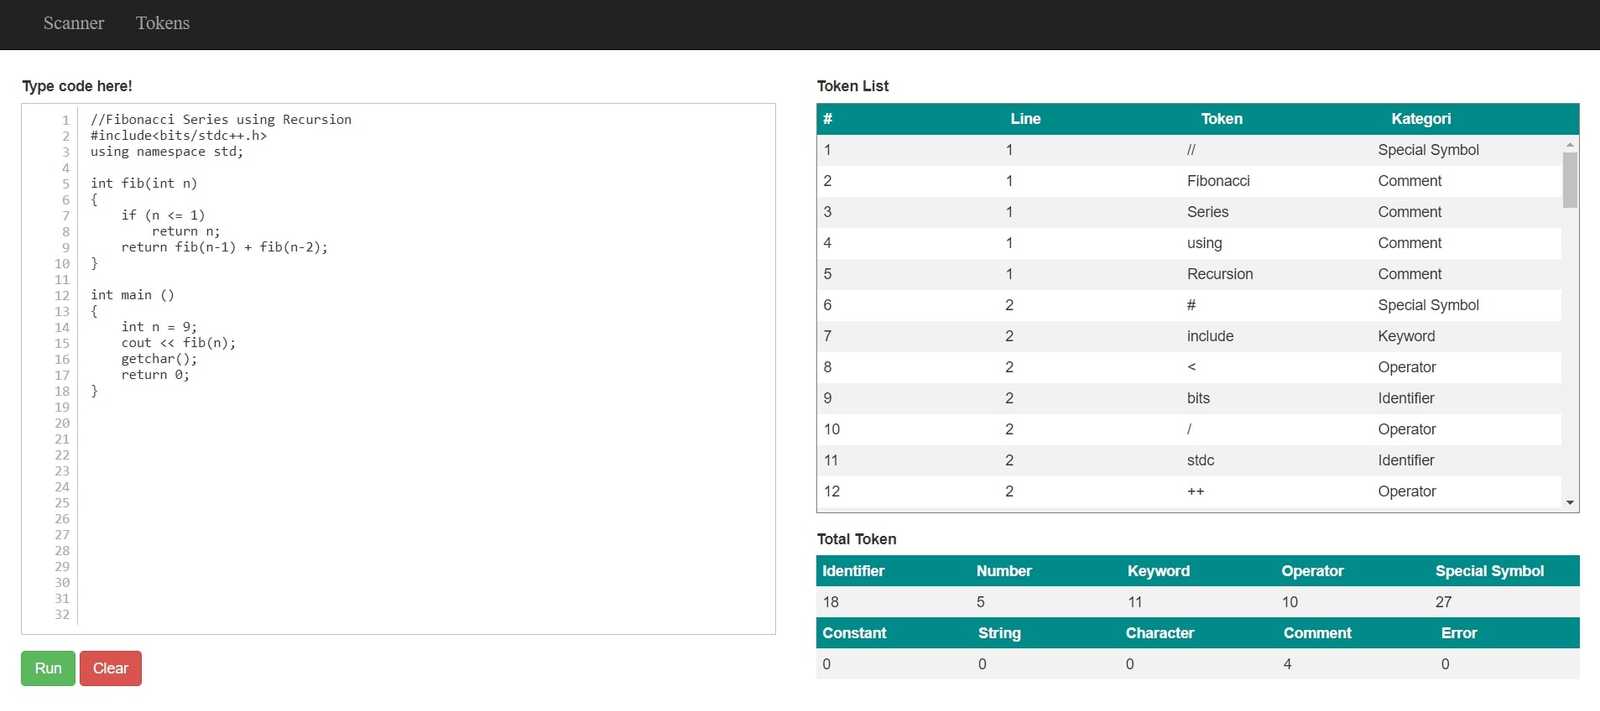 Scanner Tokens
Type code here!
1 //Fibonacci Series using Recursion
2 #include<bits/stdc++.h>
3 using namespace std;
4
5 int fib(int n)
6 {
7 if (n <= 1)
8 return n;
9 return fib(n-1) + fib(n-2);
10 }
11
12 int main ()
13 {
14 int n = 9;
15 cout << fib(n);
16 getchar();
17 return 0;
18 }
19
20
21
22
23
24
25
26
27
28
29
30
31
32
Run Clear
Token List
# Line Token Kategori
1 1 // Special Symbol
2 1 Fibonacci Comment
3 1 Series Comment
4 1 using Comment
5 1 Recursion Comment
6 2 # Special Symbol
7 2 include Keyword
8 2 < Operator
9 2 bits Identifier
10 2 / Operator
11 2 stdc Identifier
12 2 ++ Operator
Total Token
Identifier Number Keyword Operator Special Symbol
18 5 11 10 27
Constant String Character Comment Error
0 0 0 4 0